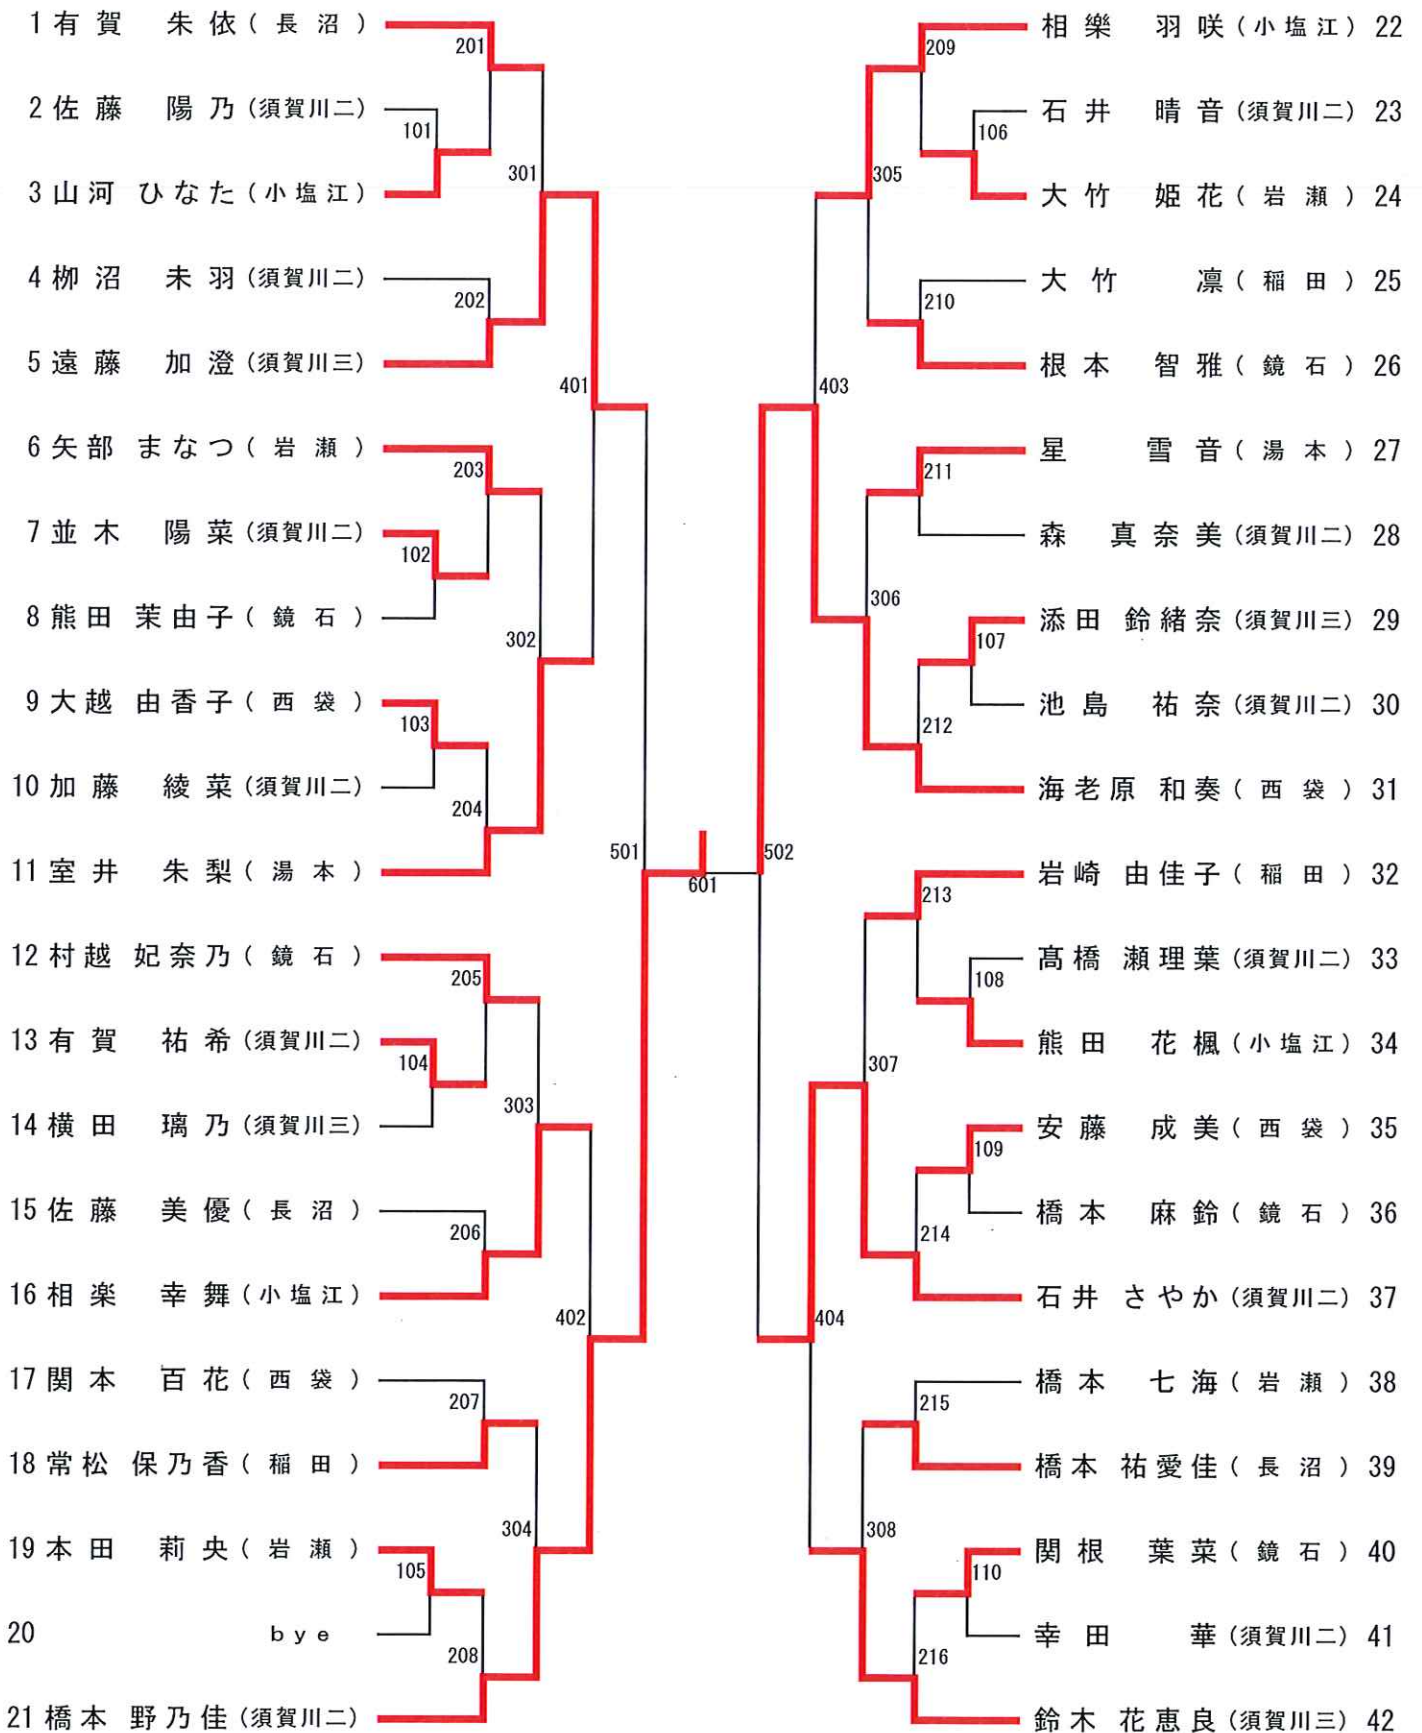 1 有賀 朱依 (長沼)
2 佐藤 陽乃 (須賀川二)
3 山河 ひなた (小塩江)
4 栁沼 未羽 (須賀川二)
5 遠藤 加澄 (須賀川三)
6 矢部 まなつ (岩瀬)
7 並木 陽菜 (須賀川二)
8 熊田 茉由子 (鏡石)
9 大越 由香子 (西袋)
10 加藤 綾菜 (須賀川二)
11 室井 朱梨 (湯本)
12 村越 妃奈乃 (鏡石)
13 有賀 祐希 (須賀川二)
14 横田 璃乃 (須賀川三)
15 佐藤 美優 (長沼)
16 相楽 幸舞 (小塩江)
17 関本 百花 (西袋)
18 常松 保乃香 (稲田)
19 本田 莉央 (岩瀬)
20 bye
21 橋本 野乃佳 (須賀川二)
101
102
103
104
105
201
202
203
204
205
206
207
208
301
302
303
304
401
402
501
601
502
403
404
305
306
307
308
209
210
211
212
213
214
215
216
106
107
108
109
110
相樂 羽咲 (小塩江) 22
石井 晴音 (須賀川二) 23
大竹 姫花 (岩瀬) 24
大竹 凛 (稲田) 25
根本 智雅 (鏡石) 26
星 雪音 (湯本) 27
森 真奈美 (須賀川二) 28
添田 鈴緒奈 (須賀川三) 29
池島 祐奈 (須賀川二) 30
海老原 和奏 (西袋) 31
岩崎 由佳子 (稲田) 32
髙橋 瀬理葉 (須賀川二) 33
熊田 花楓 (小塩江) 34
安藤 成美 (西袋) 35
橋本 麻鈴 (鏡石) 36
石井 さやか (須賀川二) 37
橋本 七海 (岩瀬) 38
橋本 祐愛佳 (長沼) 39
関根 葉菜 (鏡石) 40
幸田 華 (須賀川二) 41
鈴木 花恵良 (須賀川三) 42